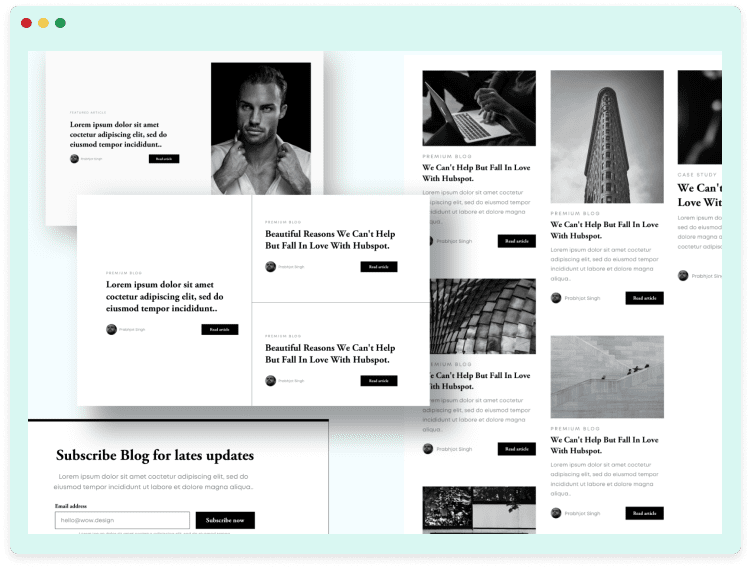 FEATURED ARTICLE
Lorem ipsum dolor sit amet
coctetur adipiscing elit, sed do
eiusmod tempor incididunt..
Prabhjot Singh
Read article
PREMIUM BLOG
Lorem ipsum dolor sit amet
coctetur adipiscing elit, sed do
eiusmod tempor incididunt..
Prabhjot Singh
Read article
PREMIUM BLOG
Beautiful Reasons We Can't Help
But Fall In Love With Hubspot.
Prabhjot Singh
Read article
PREMIUM BLOG
Beautiful Reasons We Can't Help
But Fall In Love With Hubspot.
Prabhjot Singh
Read article
Subscribe Blog for lates updates
Lorem ipsum dolor sit amet coctetur adipiscing elit, sed do
eiusmod tempor incididunt ut labore et dolore magna aliqua..
Email address
hello@wow.design
Subscribe now
PREMIUM BLOG
We Can't Help But Fall In Love
With Hubspot.
Lorem ipsum dolor sit amet
coctetur adipiscing elit, sed do
eiusmod tempor
incididunt ut labore et dolore magna
aliqua..
Prabhjot Singh
Read article
PREMIUM BLOG
We Can't Help But Fall In Love
With Hubspot.
Lorem ipsum dolor sit amet coctetur
adipiscing elit, sed do eiusmod tempor
incididunt ut labore et dolore magna
aliqua..
Prabhjot Singh
Read article
PREMIUM BLOG
We Can't Help But Fall In Love
With Hubspot.
Lorem ipsum dolor sit amet coctetur
adipiscing elit, sed do eiusmod tempor
incididunt ut labore et dolore magna
aliqua..
Prabhjot Singh
Read article
PREMIUM BLOG
We Can't Help But Fall In Love
With Hubspot.
Lorem ipsum dolor sit amet coctetur
adipiscing elit, sed do eiusmod tempor
incididunt ut labore et dolore magna
aliqua..
Prabhjot Singh
Read article
CASE STUDY
We Can't
Love With
Lorem ipsum do
eiusmod tempor
coctetur adipisc
Prabhjot Singh